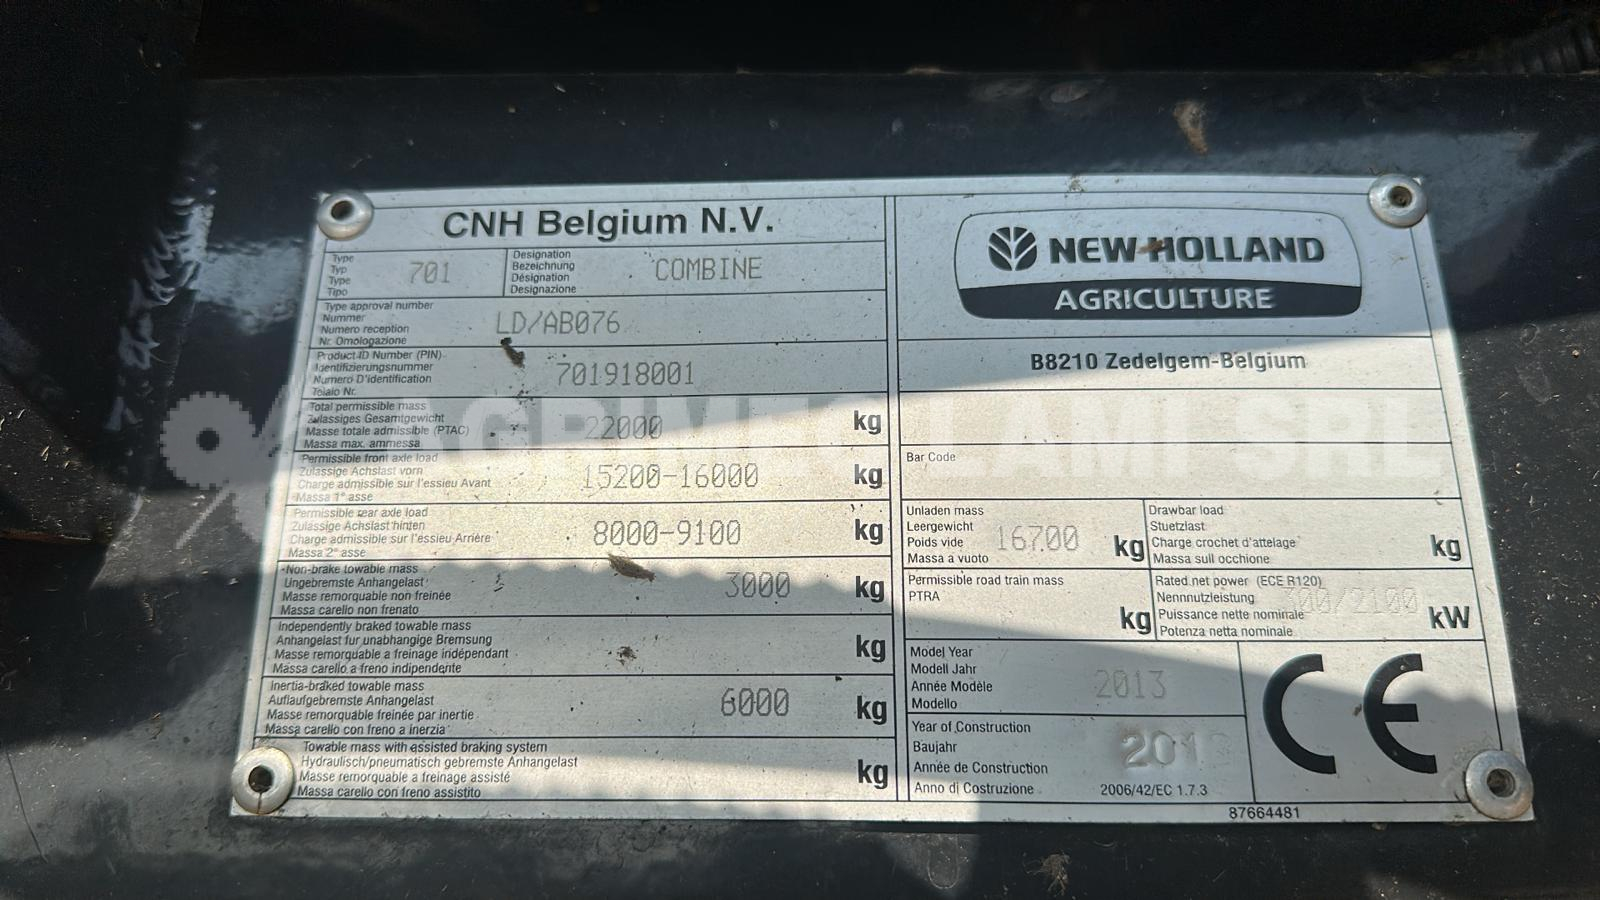 CNH Belgium N.V.
Type
Typ
Type
Tipo
701
Designation
Bezeichnung
Désignation
Designazione
COMBINE
Type approval number
Nummer
Numero reception
Nr. Omologazione
LD/AB076
Product ID Number (PIN)
Identifizierungsnummer
Numero D'identification
Telaio Nr.
701918001
Total permissible mass
Zulassiges Gesamtgewicht
Masse totale admissible (PTAC)
Massa max. ammessa
22000
kg
Permissible front axle load
Zulassige Achslast vorn
Charge admissible sur l'essieu Avant
Massa 1° asse
15200-16000
kg
Permissible rear axle load
Zulassige Achslast hinten
Charge admissible sur l'essieu Arrière
Massa 2° asse
8000-9100
kg
Non-brake towable mass
Ungebremste Anhangelast
Masse remorquable non freinée
Massa carello non frenato
3000
kg
Independently braked towable mass
Anhangelast fur unabhangige Bremsung
Masse remorquable a freinage indépendant
Massa carello a freno indipendente
kg
Inertia-braked towable mass
Auflaufgebremste Anhangelast
Masse remorquable freinée par inertie
Massa carello con freno a inerzia
6000
kg
Towable mass with assisted braking system
Hydraulisch/pneumatisch gebremste Anhangelast
Masse remorquable a freinage assisté
Massa carello con freno assistito
kg
NEW HOLLAND
AGRICULTURE
B8210 Zedelgem-Belgium
Bar Code
Unladen mass
Leergewicht
Poids vide
Massa a vuoto
16700
kg
Drawbar load
Stuetzlast
Charge crochet d'attelage
Massa sull occhione
kg
Permissible road train mass
PTRA
kg
Rated net power (ECE R120)
Nennnutzleistung
Puissance nette nominale
Potenza netta nominale
300/2100
kW
Model Year
Modell Jahr
Année Modèle
Modello
2013
Year of Construction
Baujahr
Année de Construction
Anno di Costruzione
2006/42/EC 1.7.3
CE
87664481